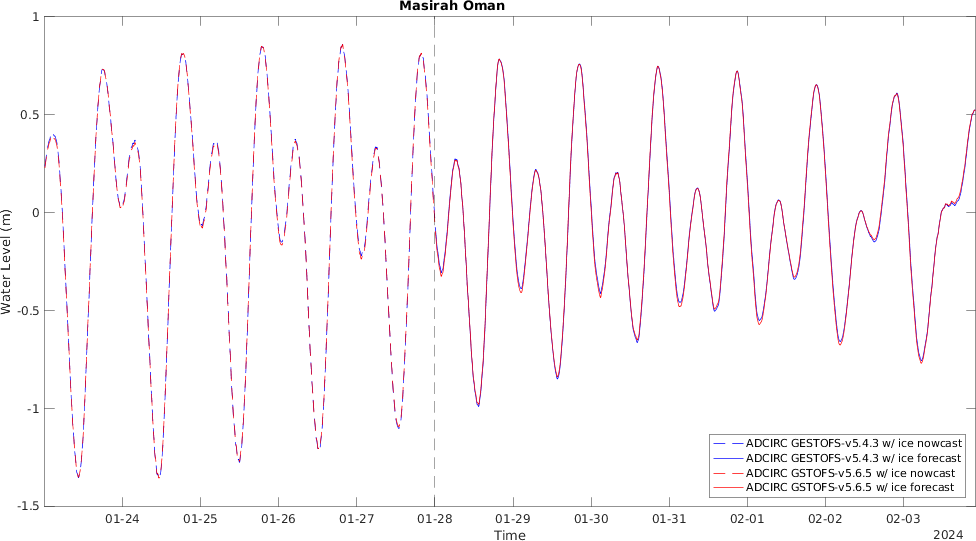 Masirah Oman
1
0.5
0
-0.5
-1
-1.5
Water Level (m)
ADCIRC GESTOFS-v5.4.3 w/ ice nowcast
ADCIRC GESTOFS-v5.4.3 w/ ice forecast
ADCIRC GSTOFS-v5.6.5 w/ ice nowcast
ADCIRC GSTOFS-v5.6.5 w/ ice forecast
01-24 01-25 01-26 01-27 01-28 01-29 01-30 01-31 02-01 02-02 02-03
Time
2024